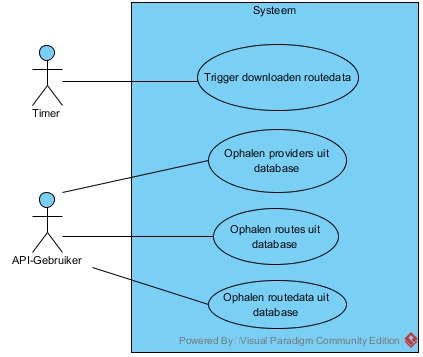 Systeem
Trigger downloaden routedata
Timer
Ophalen providers uit
database
Ophalen routes uit
database
API-Gebruiker
Ophalen routedata uit
database
Powered By Visual Paradigm Community Edition